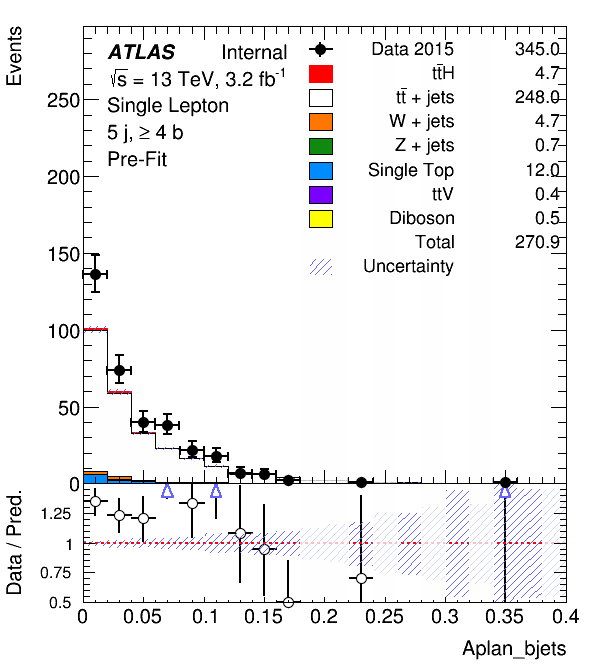 Events
ATLAS Internal
√s = 13 TeV, 3.2 fb⁻¹
Single Lepton
5 j, ≥ 4 b
Pre-Fit
Data 2015 345.0
tt̄H 4.7
tt̄ + jets 248.0
W + jets 4.7
Z + jets 0.7
Single Top 12.0
ttV 0.4
Diboson 0.5
Total 270.9
Uncertainty
250
200
150
100
50
0
Data / Pred.
1.25
1
0.75
0.5
0 0.05 0.1 0.15 0.2 0.25 0.3 0.35 0.4
Aplan_bjets